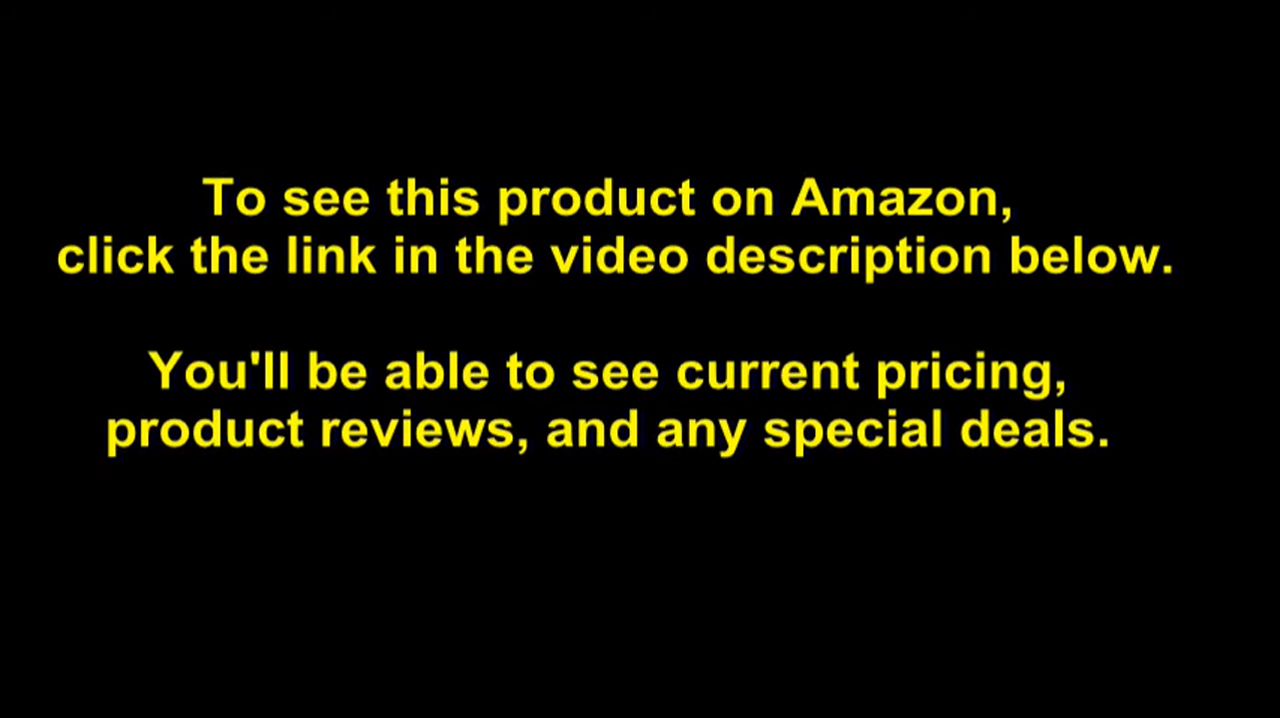 To see this product on Amazon,
click the link in the video description below.
You'll be able to see current pricing,
product reviews, and any special deals.